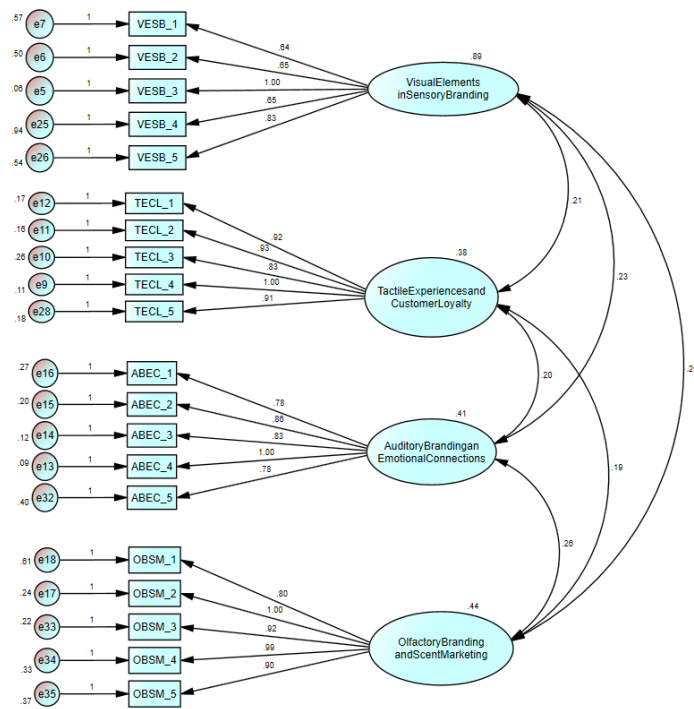 .57 e7 1 VESB_1
.50 e6 1 VESB_2
.06 e5 1 VESB_3
.94 e25 1 VESB_4
.54 e26 1 VESB_5
.64
.65
1.00
.65
.83
.89
VisualElements
inSensoryBranding
.17 e12 1 TECL_1
.16 e11 1 TECL_2
.26 e10 1 TECL_3
.11 e9 1 TECL_4
.18 e28 1 TECL_5
.92
.93
.83
1.00
.91
.38
TactileExperiencesand
CustomerLoyalty
.27 e16 1 ABEC_1
.20 e15 1 ABEC_2
.12 e14 1 ABEC_3
.09 e13 1 ABEC_4
.40 e32 1 ABEC_5
.78
.86
.83
1.00
.78
.41
AuditoryBrandingan
EmotionalConnections
.61 e18 1 OBSM_1
.24 e17 1 OBSM_2
.22 e33 1 OBSM_3
.33 e34 1 OBSM_4
.37 e35 1 OBSM_5
.80
1.00
.92
.99
.90
.44
OlfactoryBranding
andScentMarketing
.21
.23
.20
.19
.26